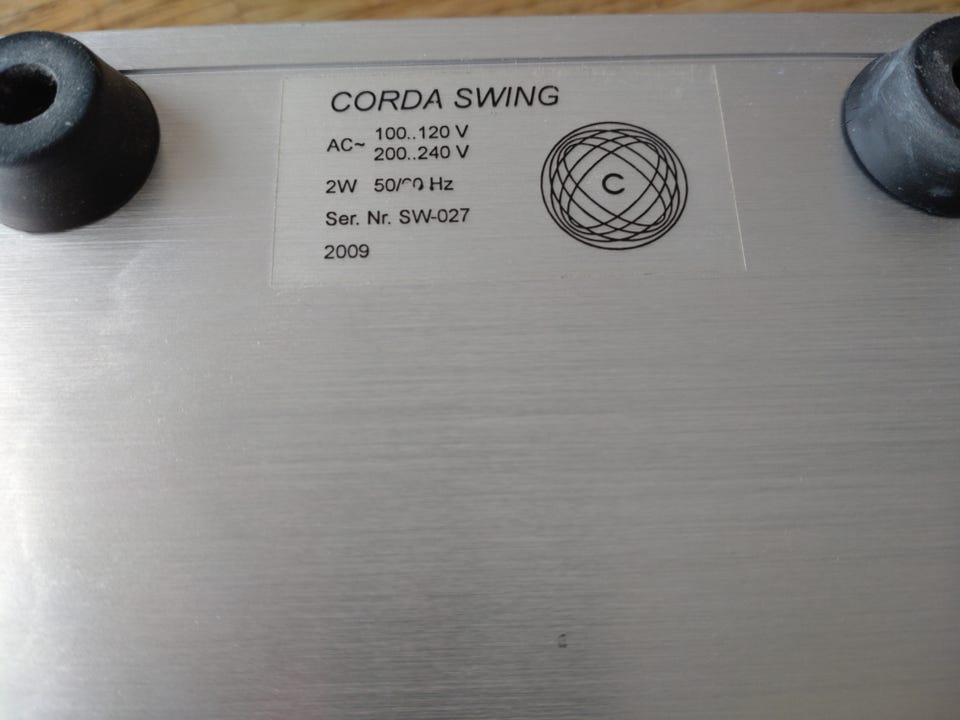 CORDA SWING
AC~ 100..120 V
200..240 V
2W 50/60 Hz
Ser. Nr. SW-027
2009
C